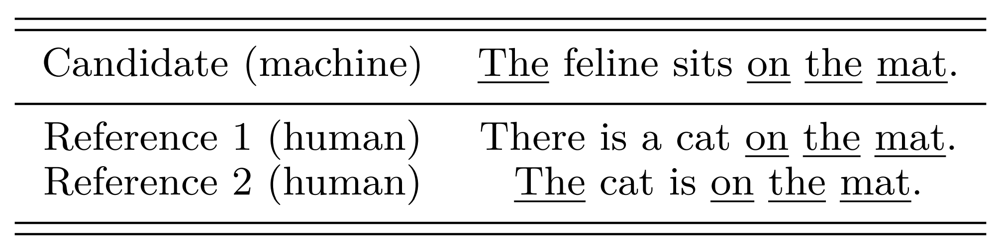 Candidate (machine) The feline sits on the mat.
Reference 1 (human) There is a cat on the mat.
Reference 2 (human) The cat is on the mat.